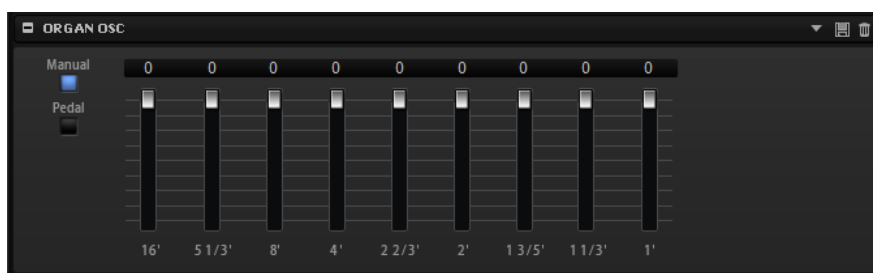 ORGAN OSC
Manual
0 0 0 0 0 0 0 0 0
Pedal
16' 5 1/3' 8' 4' 2 2/3' 2' 1 3/5' 1 1/3' 1'